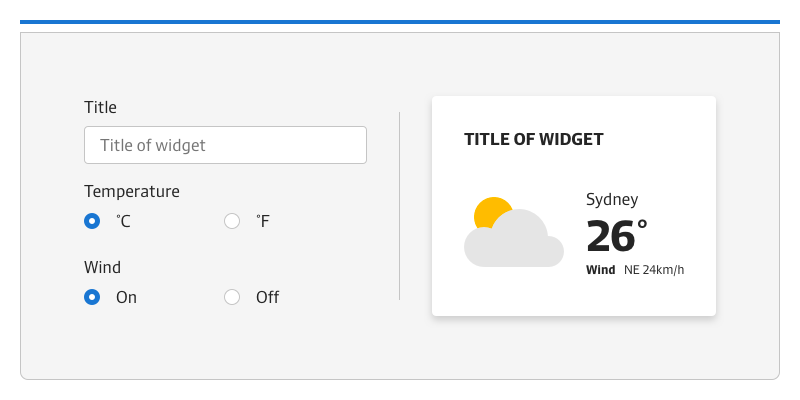 Title
Title of widget
Temperature
˚C ˚F
Wind
On Off
TITLE OF WIDGET
Sydney
26°
Wind NE 24km/h